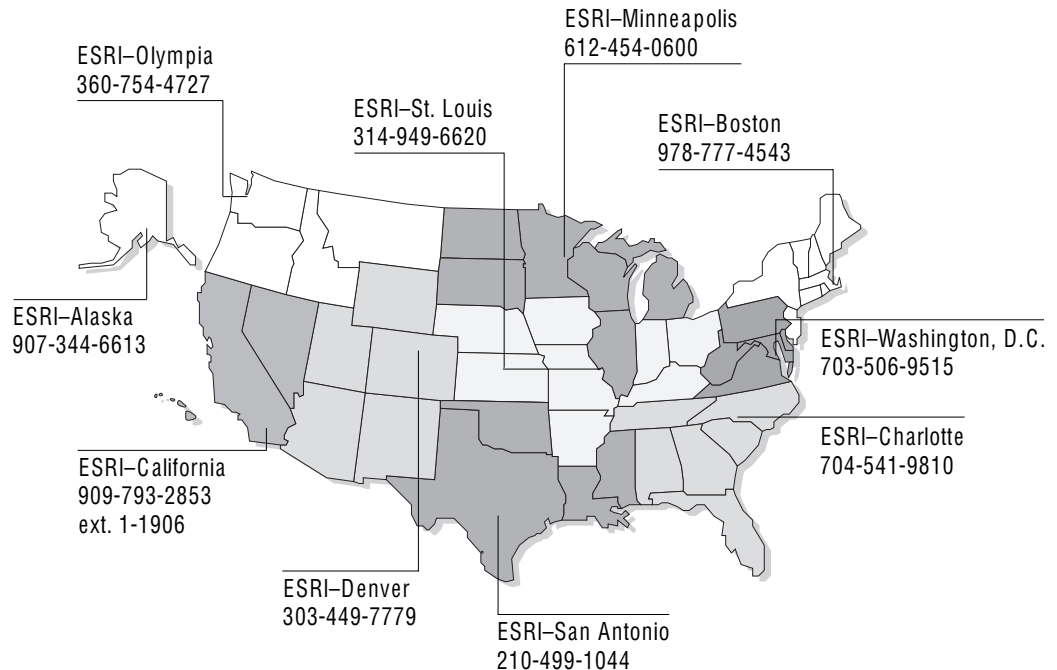 ESRI–Minneapolis
612-454-0600
ESRI–Olympia
360-754-4727
ESRI–St. Louis
314-949-6620
ESRI–Boston
978-777-4543
ESRI–Alaska
907-344-6613
ESRI–Washington, D.C.
703-506-9515
ESRI–Charlotte
704-541-9810
ESRI–California
909-793-2853
ext. 1-1906
ESRI–Denver
303-449-7779
ESRI–San Antonio
210-499-1044